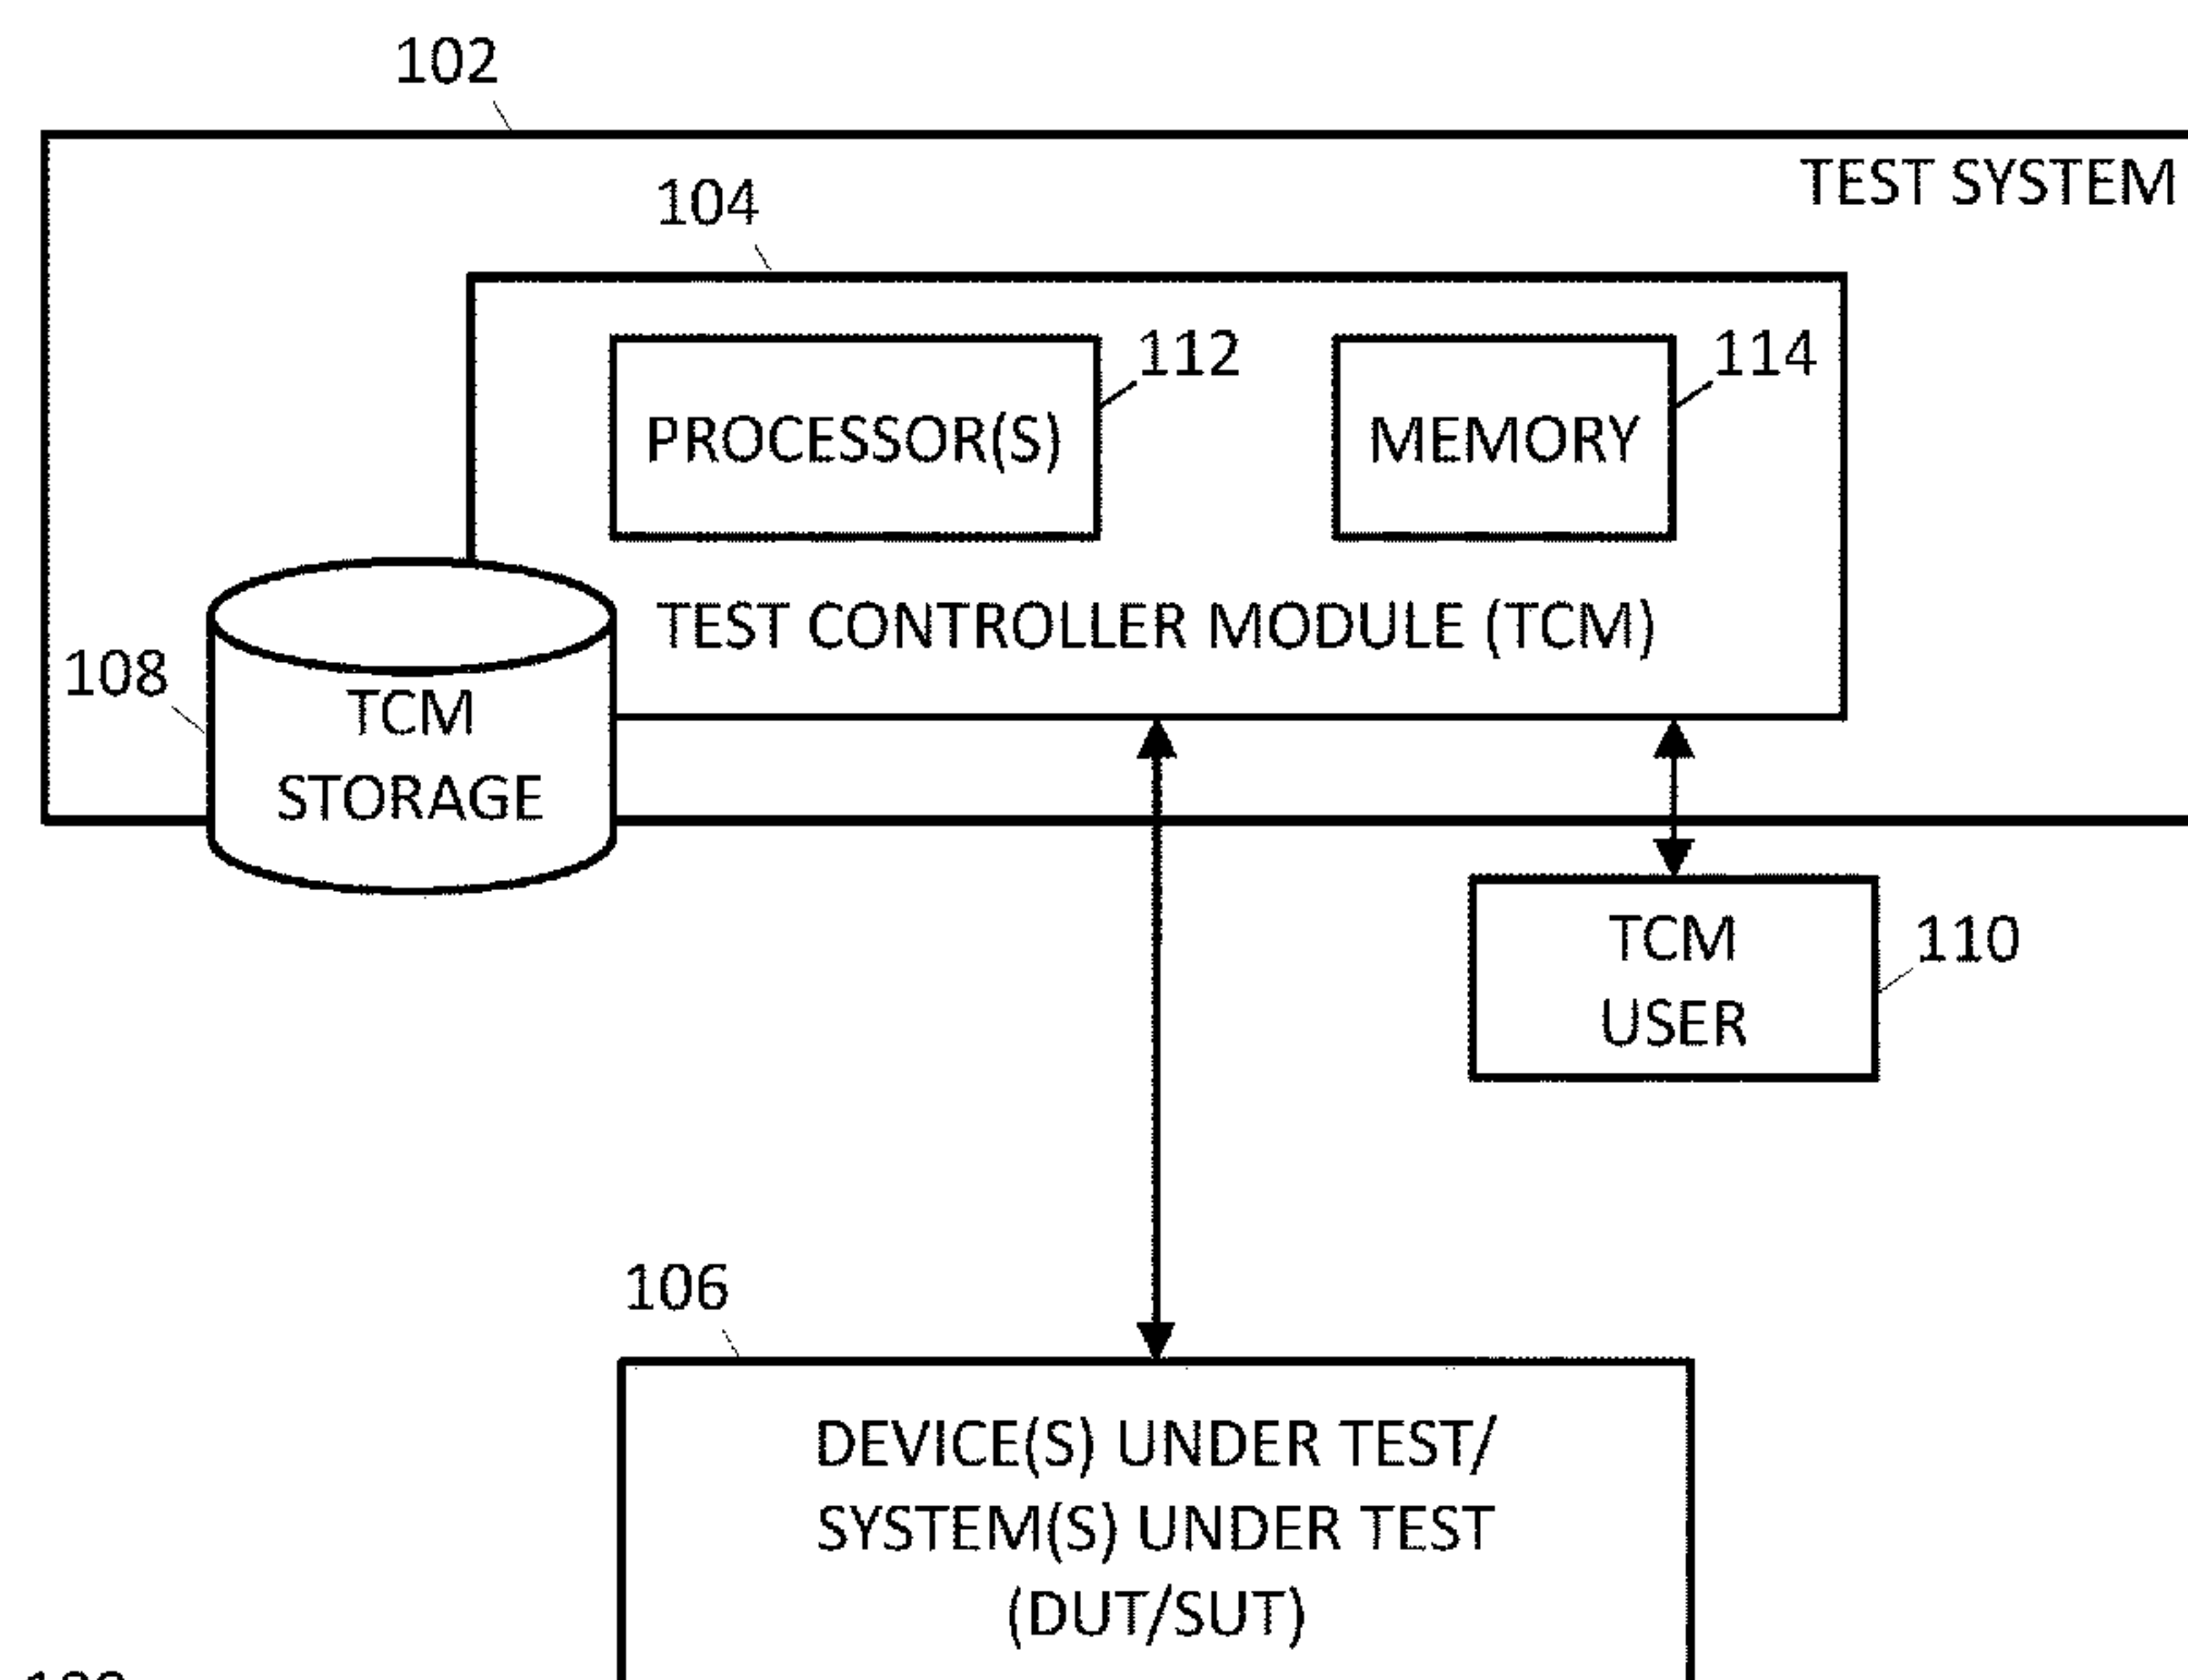 102
TEST SYSTEM
104
112
114
PROCESSOR(S)
MEMORY
TEST CONTROLLER MODULE (TCM)
108
TCM
STORAGE
TCM
USER
110
106
DEVICE(S) UNDER TEST/
SYSTEM(S) UNDER TEST
(DUT/SUT)